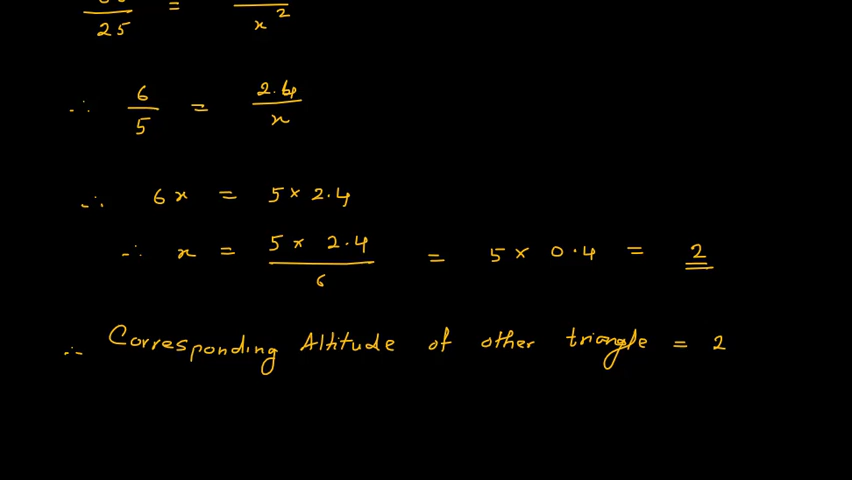 25 = x²
∴ 6/5 = 2.4/x
∴ 6x = 5 × 2.4
∴ x = 5 × 2.4 / 6 = 5 × 0.4 = 2
∴ Corresponding Altitude of other triangle = 2